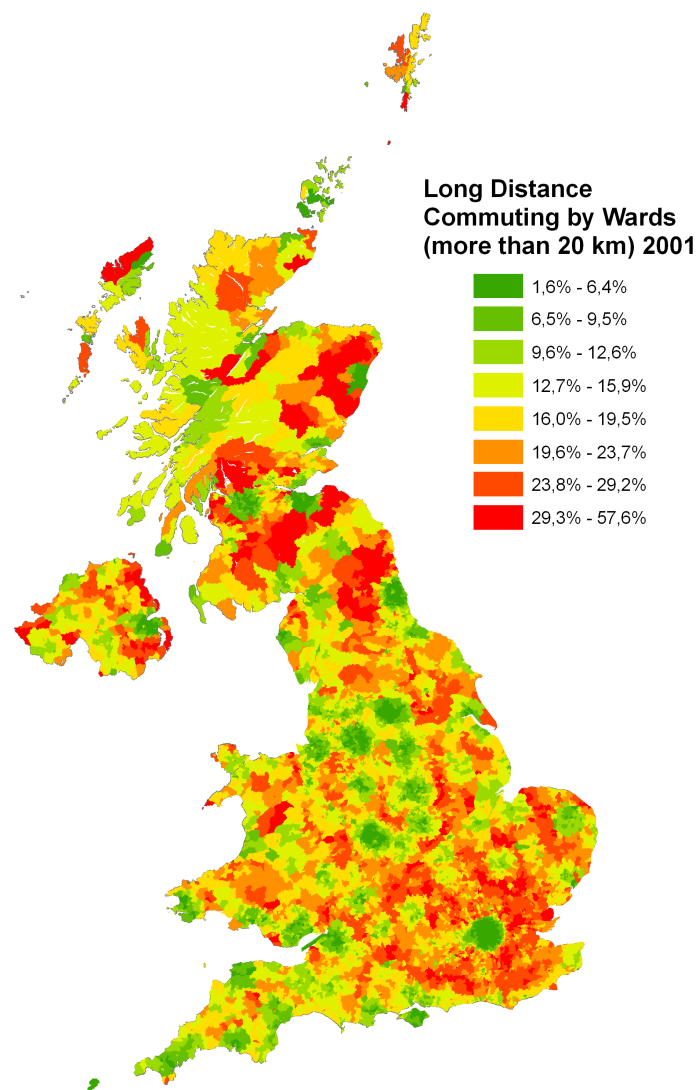 Long Distance
Commuting by Wards
(more than 20 km) 2001
1,6% - 6,4%
6,5% - 9,5%
9,6% - 12,6%
12,7% - 15,9%
16,0% - 19,5%
19,6% - 23,7%
23,8% - 29,2%
29,3% - 57,6%